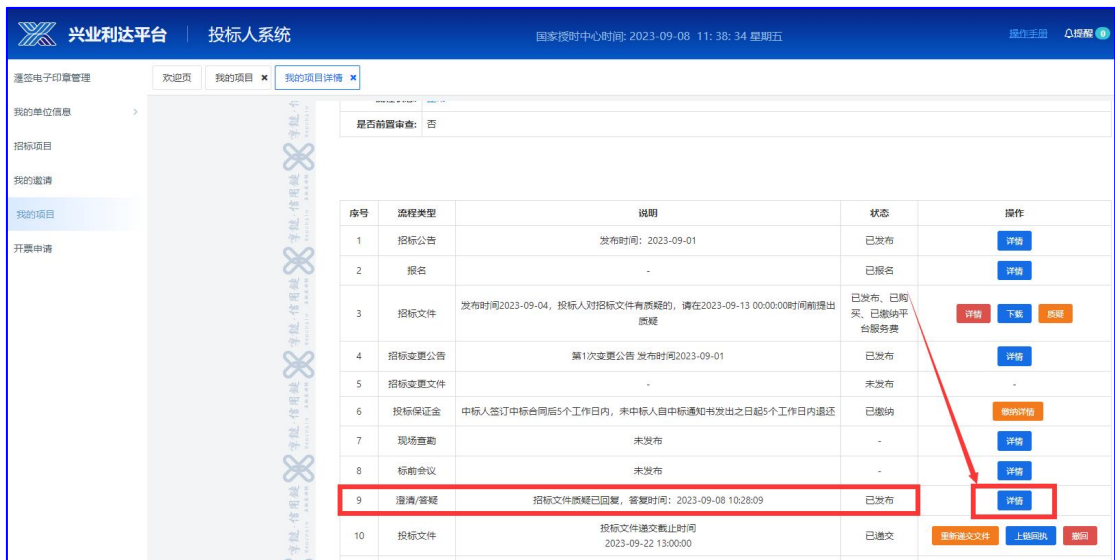 兴业利达平台 | 投标人系统
国家授时中心时间: 2023-09-08 11: 38: 34 星期五
操作手册 提醒 0
蓬签电子印章管理
我的单位信息
招标项目
我的邀请
我的项目
开票申请
欢迎页 我的项目 × 我的项目详情 ×
是否前置审查: 否
序号 流程类型 说明 状态 操作
1 招标公告 发布时间：2023-09-01 已发布 详情
2 报名 - 已报名 详情
3 招标文件 发布时间2023-09-04，投标人对招标文件有质疑的，请在2023-09-13 00:00:00时间前提出
质疑
已发布、已购
买、已缴纳平
台服务费
详情 下载 质疑
4 招标变更公告 第1次变更公告 发布时间2023-09-01 已发布 详情
5 招标变更文件 - 未发布 -
6 投标保证金 中标人签订中标合同后5个工作日内，未中标人自中标通知书发出之日起5个工作日内退还 已缴纳 缴纳详情
7 现场查勘 未发布 - 详情
8 标前会议 未发布 - 详情
9 澄清/答疑 招标文件质疑已回复，答复时间：2023-09-08 10:28:09 已发布 详情
10 投标文件 投标文件递交截止时间
2023-09-22 13:00:00
已递交 重新递交文件 上链回执 撤回